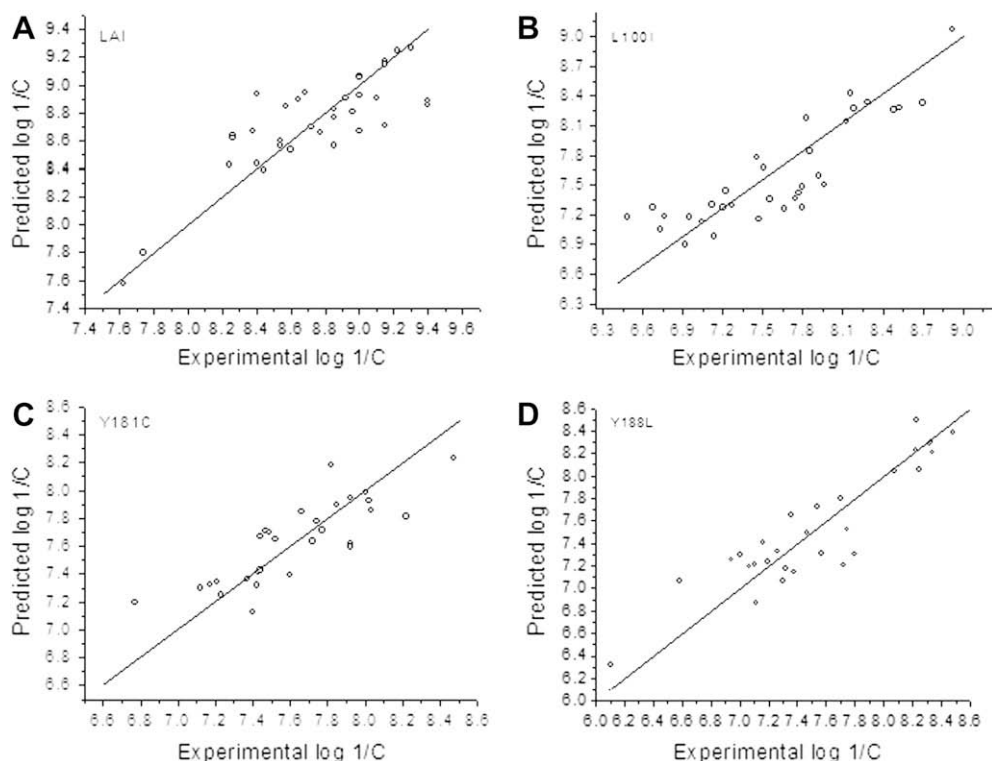 A
LAI
Predicted log 1/C
9.4
9.2
9.0
8.8
8.6
8.4
8.2
8.0
7.8
7.6
7.4
7.4 7.6 7.8 8.0 8.2 8.4 8.6 8.8 9.0 9.2 9.4 9.6
Experimental log 1/C
B
L100I
Predicted log 1/C
9.0
8.7
8.4
8.1
7.8
7.5
7.2
6.9
6.6
6.3
6.3 6.6 6.9 7.2 7.5 7.8 8.1 8.4 8.7 9.0
Experimental log 1/C
C
Y181C
Predicted log 1/C
8.6
8.4
8.2
8.0
7.8
7.6
7.4
7.2
7.0
6.8
6.6
6.6 6.8 7.0 7.2 7.4 7.6 7.8 8.0 8.2 8.4 8.6
Experimental log 1/C
D
Y188L
Predicted log 1/C
8.6
8.4
8.2
8.0
7.8
7.6
7.4
7.2
7.0
6.8
6.6
6.4
6.2
6.0
6.0 6.2 6.4 6.6 6.8 7.0 7.2 7.4 7.6 7.8 8.0 8.2 8.4 8.6
Experimental log 1/C